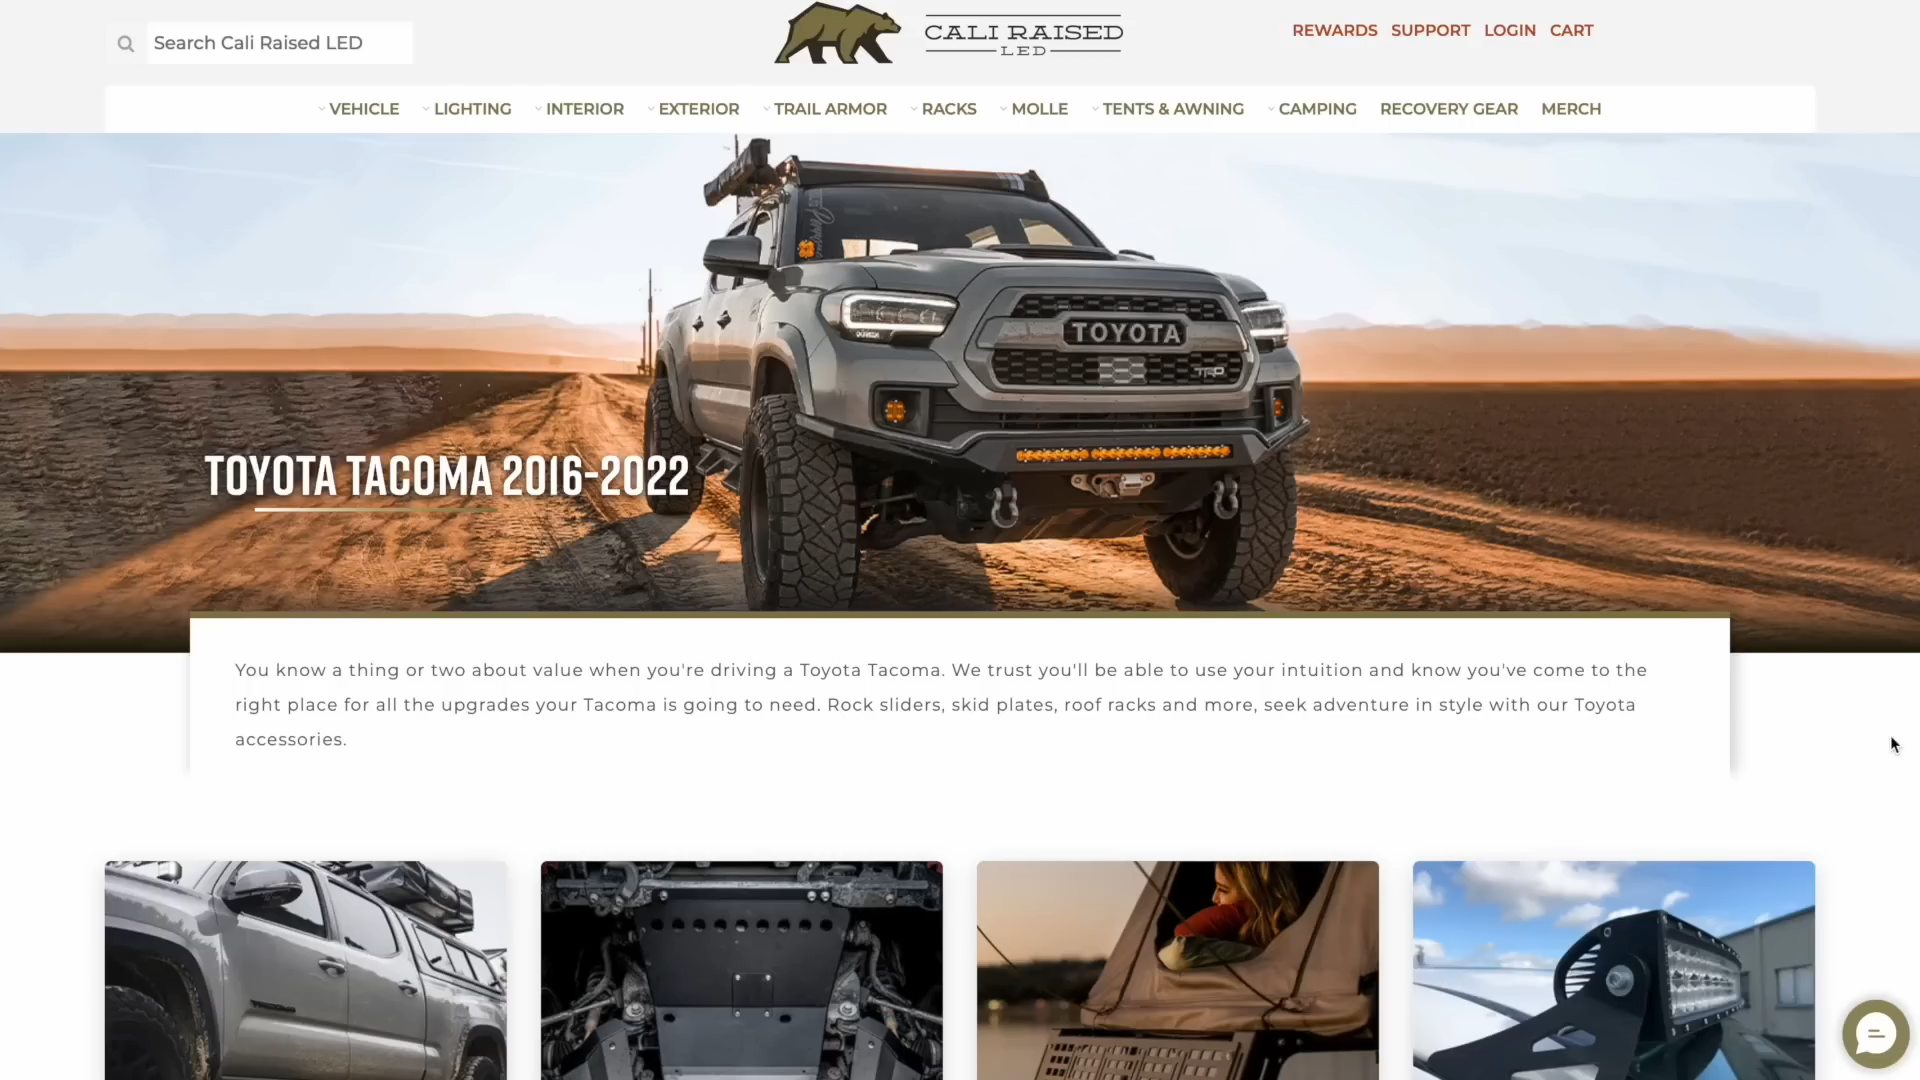 Search Cali Raised LED
CALI RAISED
LED
REWARDS SUPPORT LOGIN CART
VEHICLE LIGHTING INTERIOR EXTERIOR TRAIL ARMOR RACKS MOLLE TENTS & AWNING CAMPING RECOVERY GEAR MERCH
TOYOTA
TRD
TOYOTA TACOMA 2016-2022
You know a thing or two about value when you're driving a Toyota Tacoma. We trust you'll be able to use your intuition and know you've come to the
right place for all the upgrades your Tacoma is going to need. Rock sliders, skid plates, roof racks and more, seek adventure in style with our Toyota
accessories.